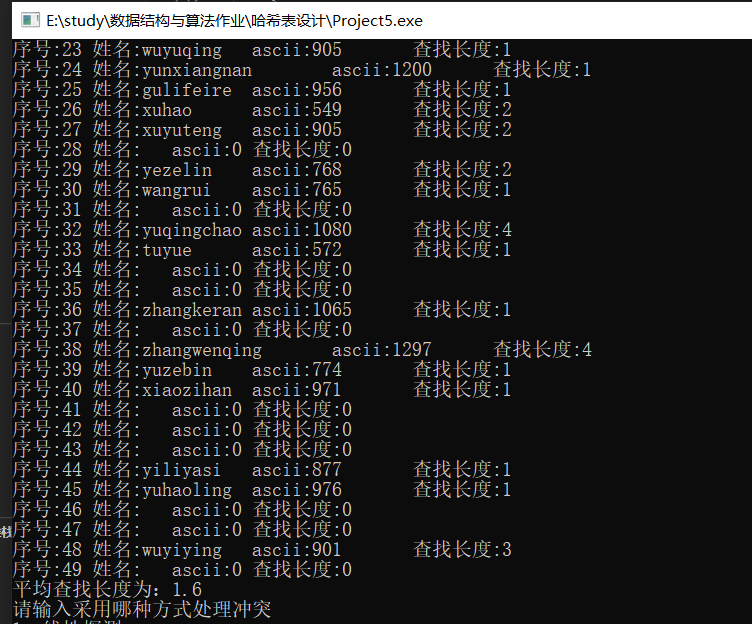 E:\study\数据结构与算法作业\哈希表设计\Project5.exe
序号:23 姓名:wuyuqing ascii:905 查找长度:1
序号:24 姓名:yunxiangnan ascii:1200 查找长度:1
序号:25 姓名:gulifeire ascii:956 查找长度:1
序号:26 姓名:xuhao ascii:549 查找长度:2
序号:27 姓名:xuyuteng ascii:905 查找长度:2
序号:28 姓名: ascii:0 查找长度:0
序号:29 姓名:yezelin ascii:768 查找长度:2
序号:30 姓名:wangrui ascii:765 查找长度:1
序号:31 姓名: ascii:0 查找长度:0
序号:32 姓名:yuqingchao ascii:1080 查找长度:4
序号:33 姓名:tuyue ascii:572 查找长度:1
序号:34 姓名: ascii:0 查找长度:0
序号:35 姓名: ascii:0 查找长度:0
序号:36 姓名:zhangkeran ascii:1065 查找长度:1
序号:37 姓名: ascii:0 查找长度:0
序号:38 姓名:zhangwenqing ascii:1297 查找长度:4
序号:39 姓名:yuzebin ascii:774 查找长度:1
序号:40 姓名:xiaozihan ascii:971 查找长度:1
序号:41 姓名: ascii:0 查找长度:0
序号:42 姓名: ascii:0 查找长度:0
序号:43 姓名: ascii:0 查找长度:0
序号:44 姓名:yiliyasi ascii:877 查找长度:1
序号:45 姓名:yuhaoling ascii:976 查找长度:1
序号:46 姓名: ascii:0 查找长度:0
序号:47 姓名: ascii:0 查找长度:0
序号:48 姓名:wuyiying ascii:901 查找长度:3
序号:49 姓名: ascii:0 查找长度:0
平均查找长度为: 1.6
请输入采用哪种方式处理冲突